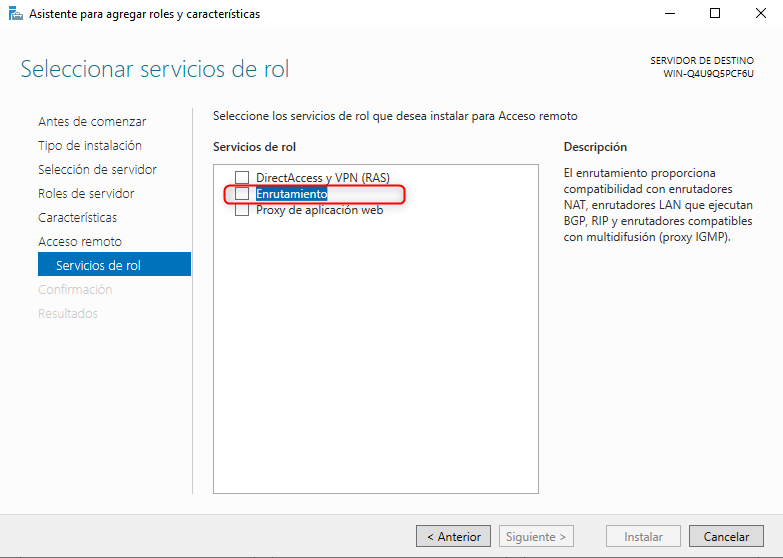 Asistente para agregar roles y características
Seleccionar servicios de rol
SERVIDOR DE DESTINO
WIN-Q4U9Q5PCF6U
Antes de comenzar
Tipo de instalación
Selección de servidor
Roles de servidor
Características
Acceso remoto
Servicios de rol
Confirmación
Resultados
Seleccione los servicios de rol que desea instalar para Acceso remoto
Servicios de rol
DirectAccess y VPN (RAS)
Enrutamiento
Proxy de aplicación web
Descripción
El enrutamiento proporciona
compatibilidad con enrutadores
NAT, enrutadores LAN que ejecutan
BGP, RIP y enrutadores compatibles
con multidifusión (proxy IGMP).
< Anterior
Siguiente >
Instalar
Cancelar